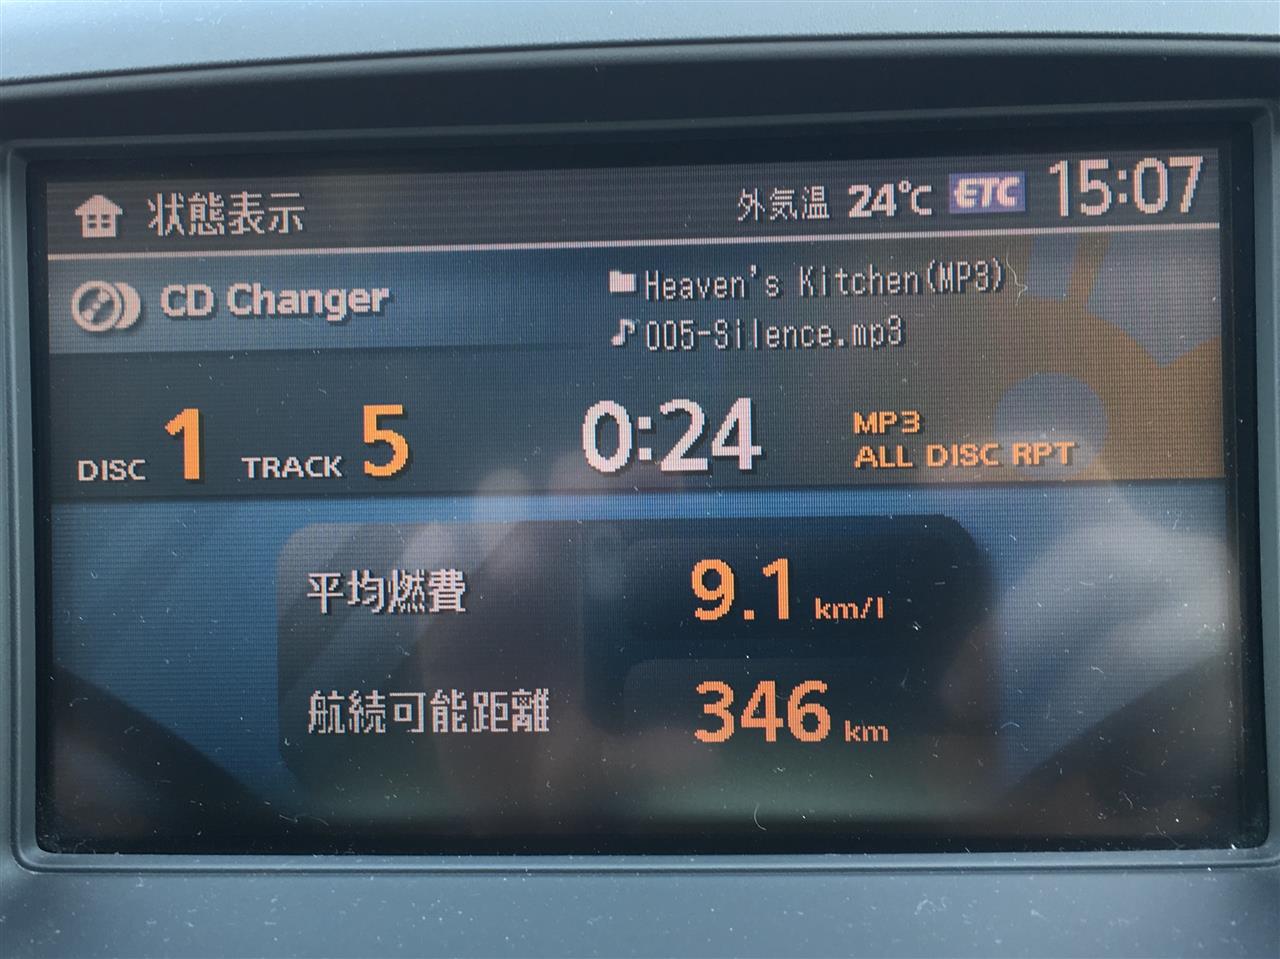 状態表示 外気温 24℃ ETC 15:07
CD Changer
Heaven's Kitchen(MP3)
005-Silence.mp3
DISC 1 TRACK 5 0:24
MP3
ALL DISC RPT
平均燃費 9.1 km/l
航続可能距離 346 km